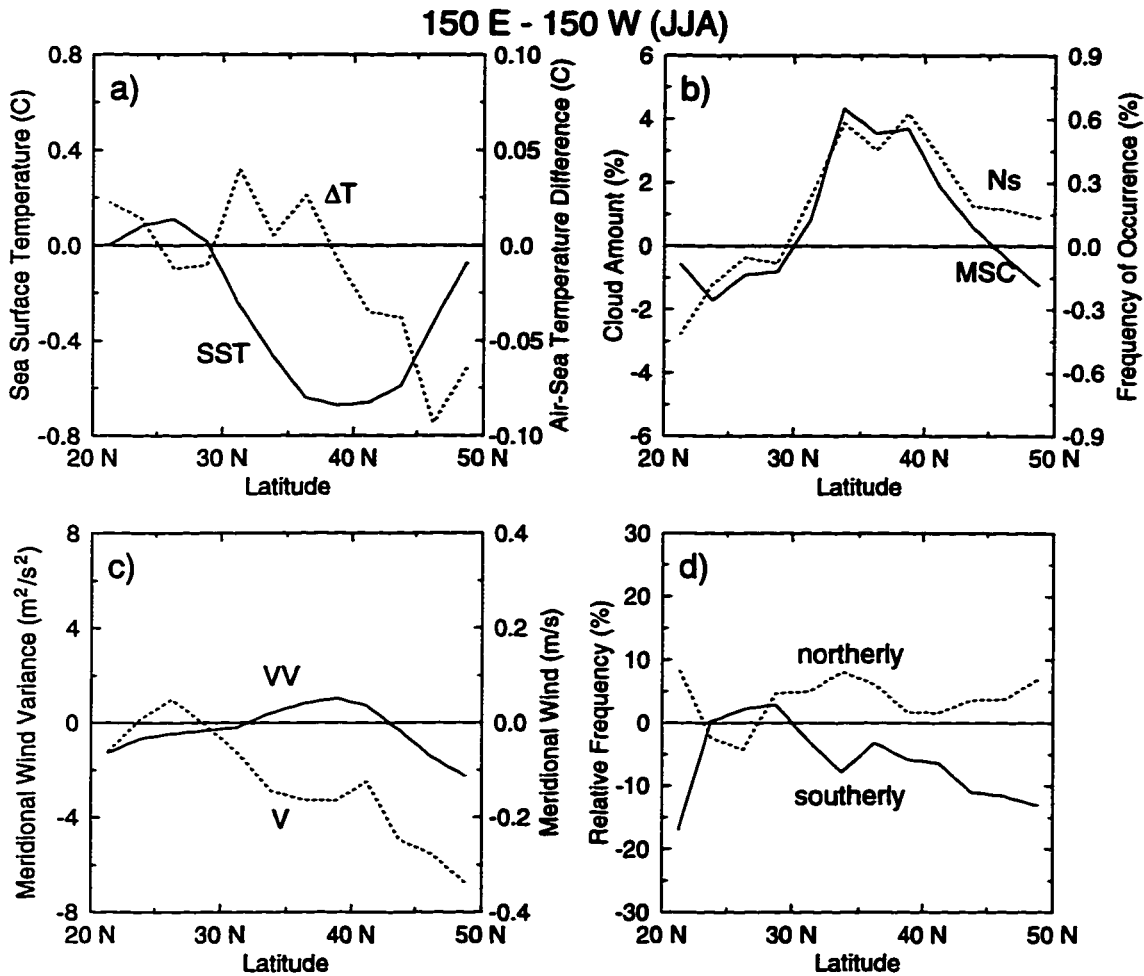 150 E - 150 W (JJA)
a)
Sea Surface Temperature (C)
0.8
0.4
0.0
-0.4
-0.8
ΔT
SST
0.10
0.05
0.0
-0.05
-0.10
Air-Sea Temperature Difference (C)
20 N 30 N 40 N 50 N
Latitude
b)
Cloud Amount (%)
6
4
2
0
-2
-4
-6
Ns
MSC
0.9
0.6
0.3
0.0
-0.3
-0.6
-0.9
Frequency of Occurrence (%)
20 N 30 N 40 N 50 N
Latitude
c)
Meridional Wind Variance (m²/s²)
8
4
0
-4
-8
VV
V
0.4
0.2
0.0
-0.2
-0.4
Meridional Wind (m/s)
20 N 30 N 40 N 50 N
Latitude
d)
Relative Frequency (%)
30
20
10
0
-10
-20
-30
northerly
southerly
20 N 30 N 40 N 50 N
Latitude